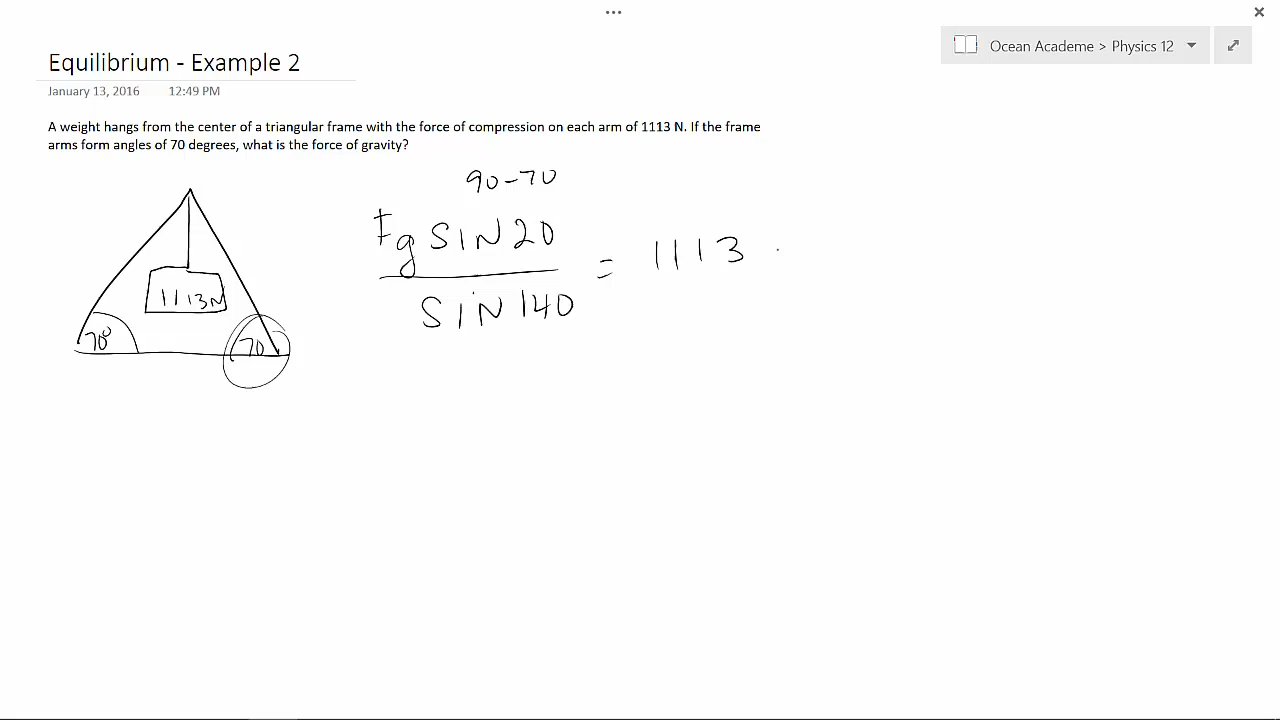 Ocean Academe > Physics 12
Equilibrium - Example 2
January 13, 2016 12:49 PM
A weight hangs from the center of a triangular frame with the force of compression on each arm of 1113 N. If the frame
arms form angles of 70 degrees, what is the force of gravity?
90-70
Fg SIN 20
= 1113
SIN 140
1113N
70°
70